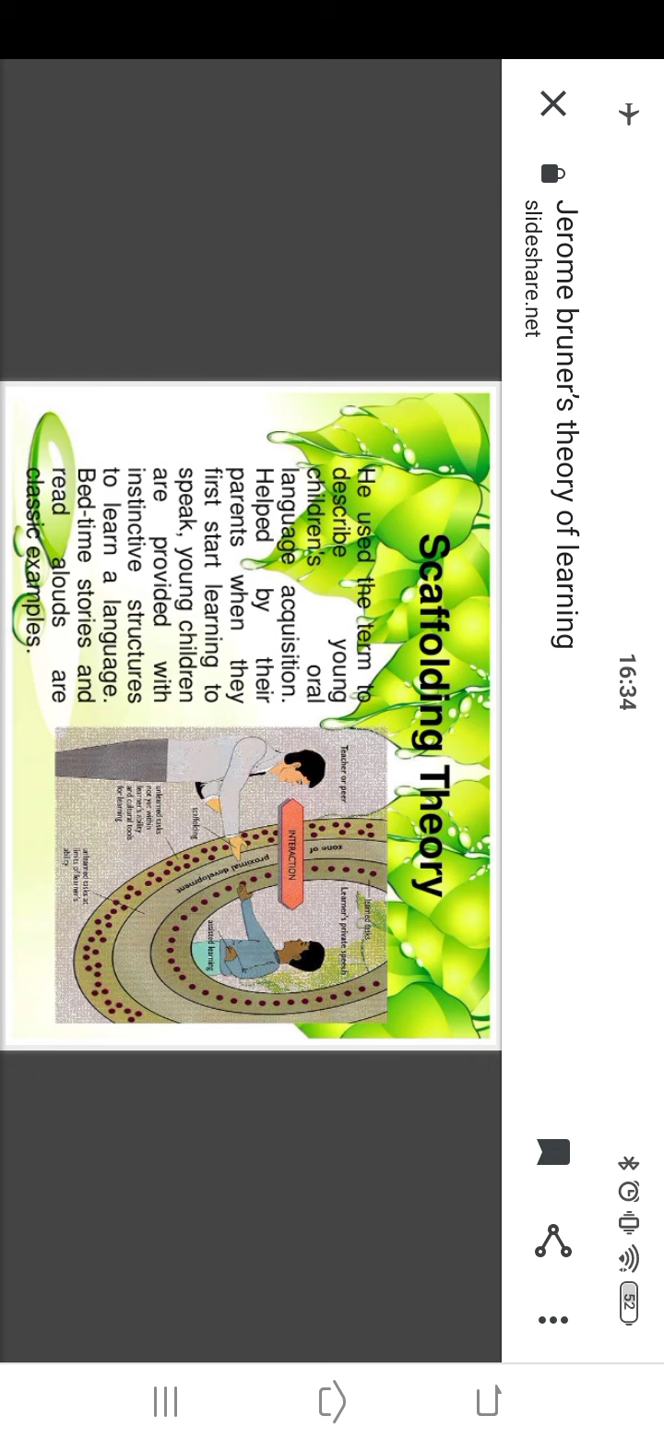 16:34
52
Jerome bruner's theory of learning
slideshare.net
Scaffolding Theory
He used the term to
describe young
children's oral
language acquisition.
Helped by their
parents when they
first start learning to
speak, young children
are provided with
instinctive structures
to learn a language.
Bed-time stories and
read alouds are
classic examples.
Teacher or peer
Learner's private speech
learned tasks
INTERACTION
zone of
proximal development
scaffolding
assisted learning
unlearned tasks
not yet within
learner's ability
and cultural tools
for learning
unlearned tasks at
limits of learner's
ability